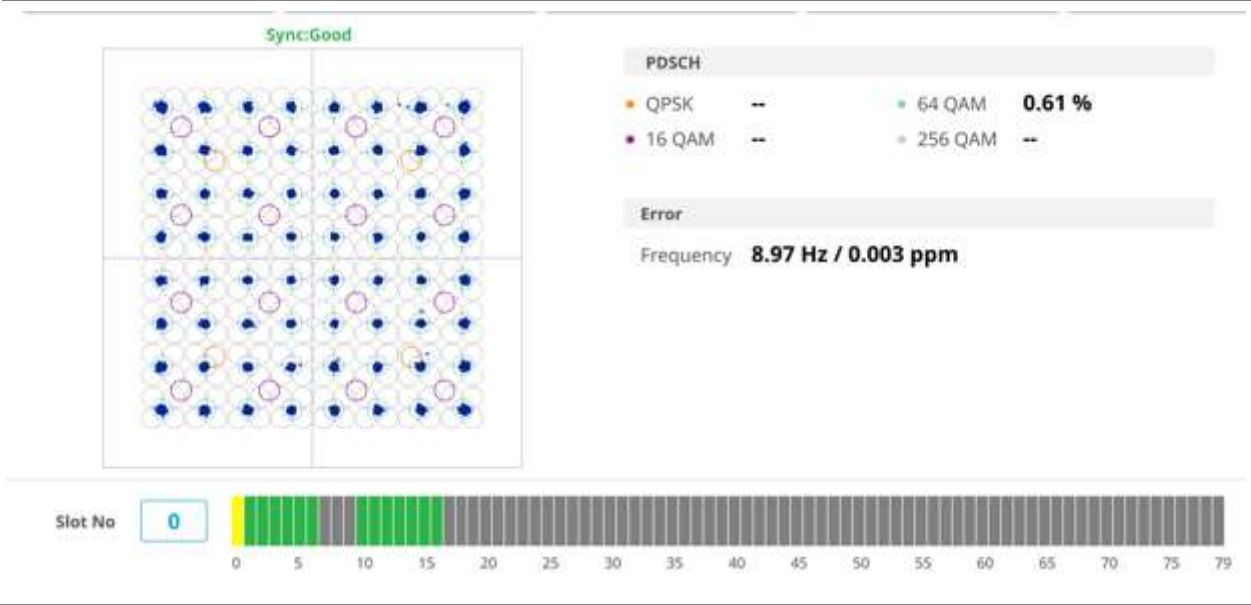 Sync:Good
PDSCH
QPSK -- 64 QAM 0.61 %
16 QAM -- 256 QAM --
Error
Frequency 8.97 Hz / 0.003 ppm
Slot No 0
0 5 10 15 20 25 30 35 40 45 50 55 60 65 70 75 79